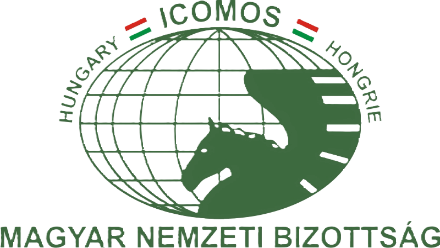 ICOMOS
HUNGARY
HONGRIE
MAGYAR NEMZETI BIZOTTSÁG